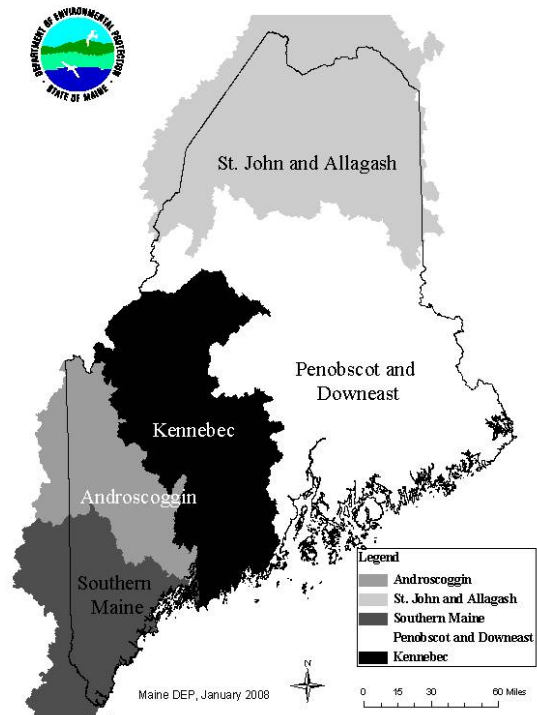 DEPARTMENT OF ENVIRONMENTAL PROTECTION
STATE OF MAINE
St. John and Allagash
Penobscot and
Downeast
Kennebec
Androscoggin
Southern
Maine
Legend
Androscoggin
St. John and Allagash
Southern Maine
Penobscot and Downeast
Kennebec
N
Maine DEP, January 2008
0 15 30 60 Miles